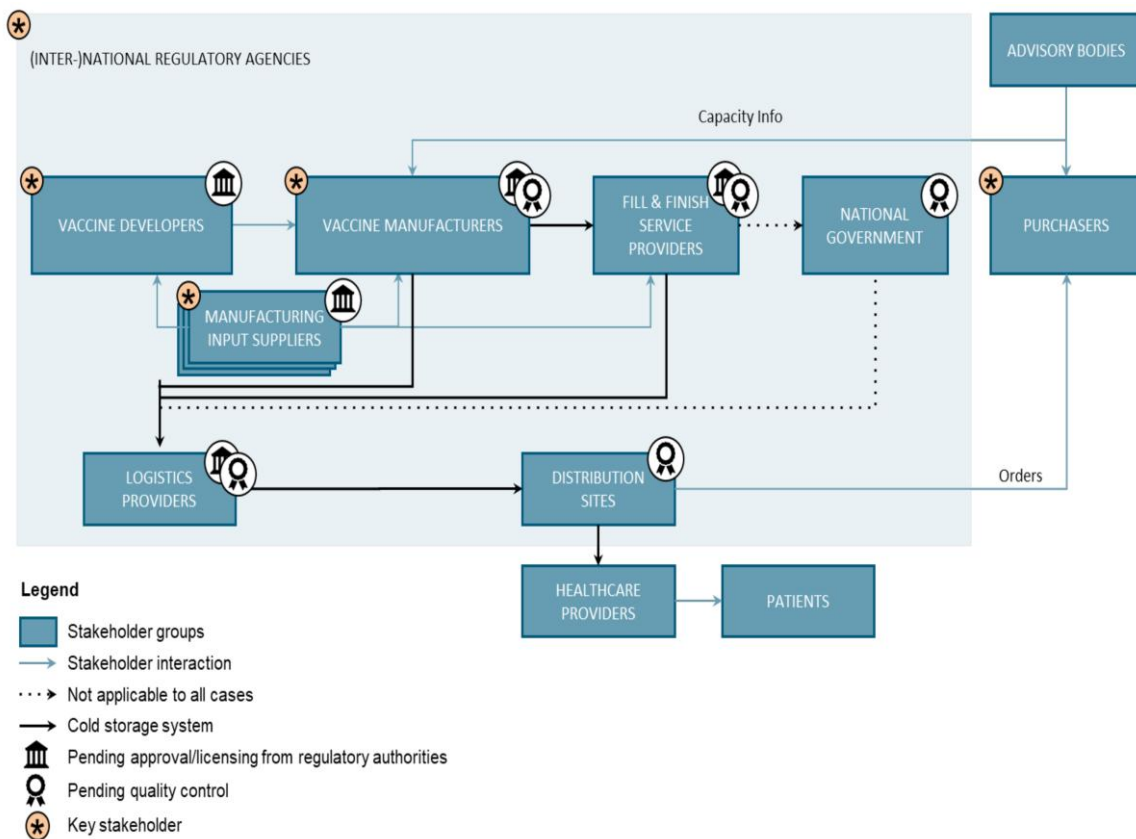 (INTER-)NATIONAL REGULATORY AGENCIES
ADVISORY BODIES
Capacity Info
VACCINE DEVELOPERS
VACCINE MANUFACTURERS
FILL & FINISH
SERVICE
PROVIDERS
NATIONAL
GOVERNMENT
PURCHASERS
MANUFACTURING
INPUT SUPPLIERS
LOGISTICS
PROVIDERS
DISTRIBUTION
SITES
Orders
HEALTHCARE
PROVIDERS
PATIENTS
Legend
Stakeholder groups
Stakeholder interaction
Not applicable to all cases
Cold storage system
Pending approval/licensing from regulatory authorities
Pending quality control
Key stakeholder